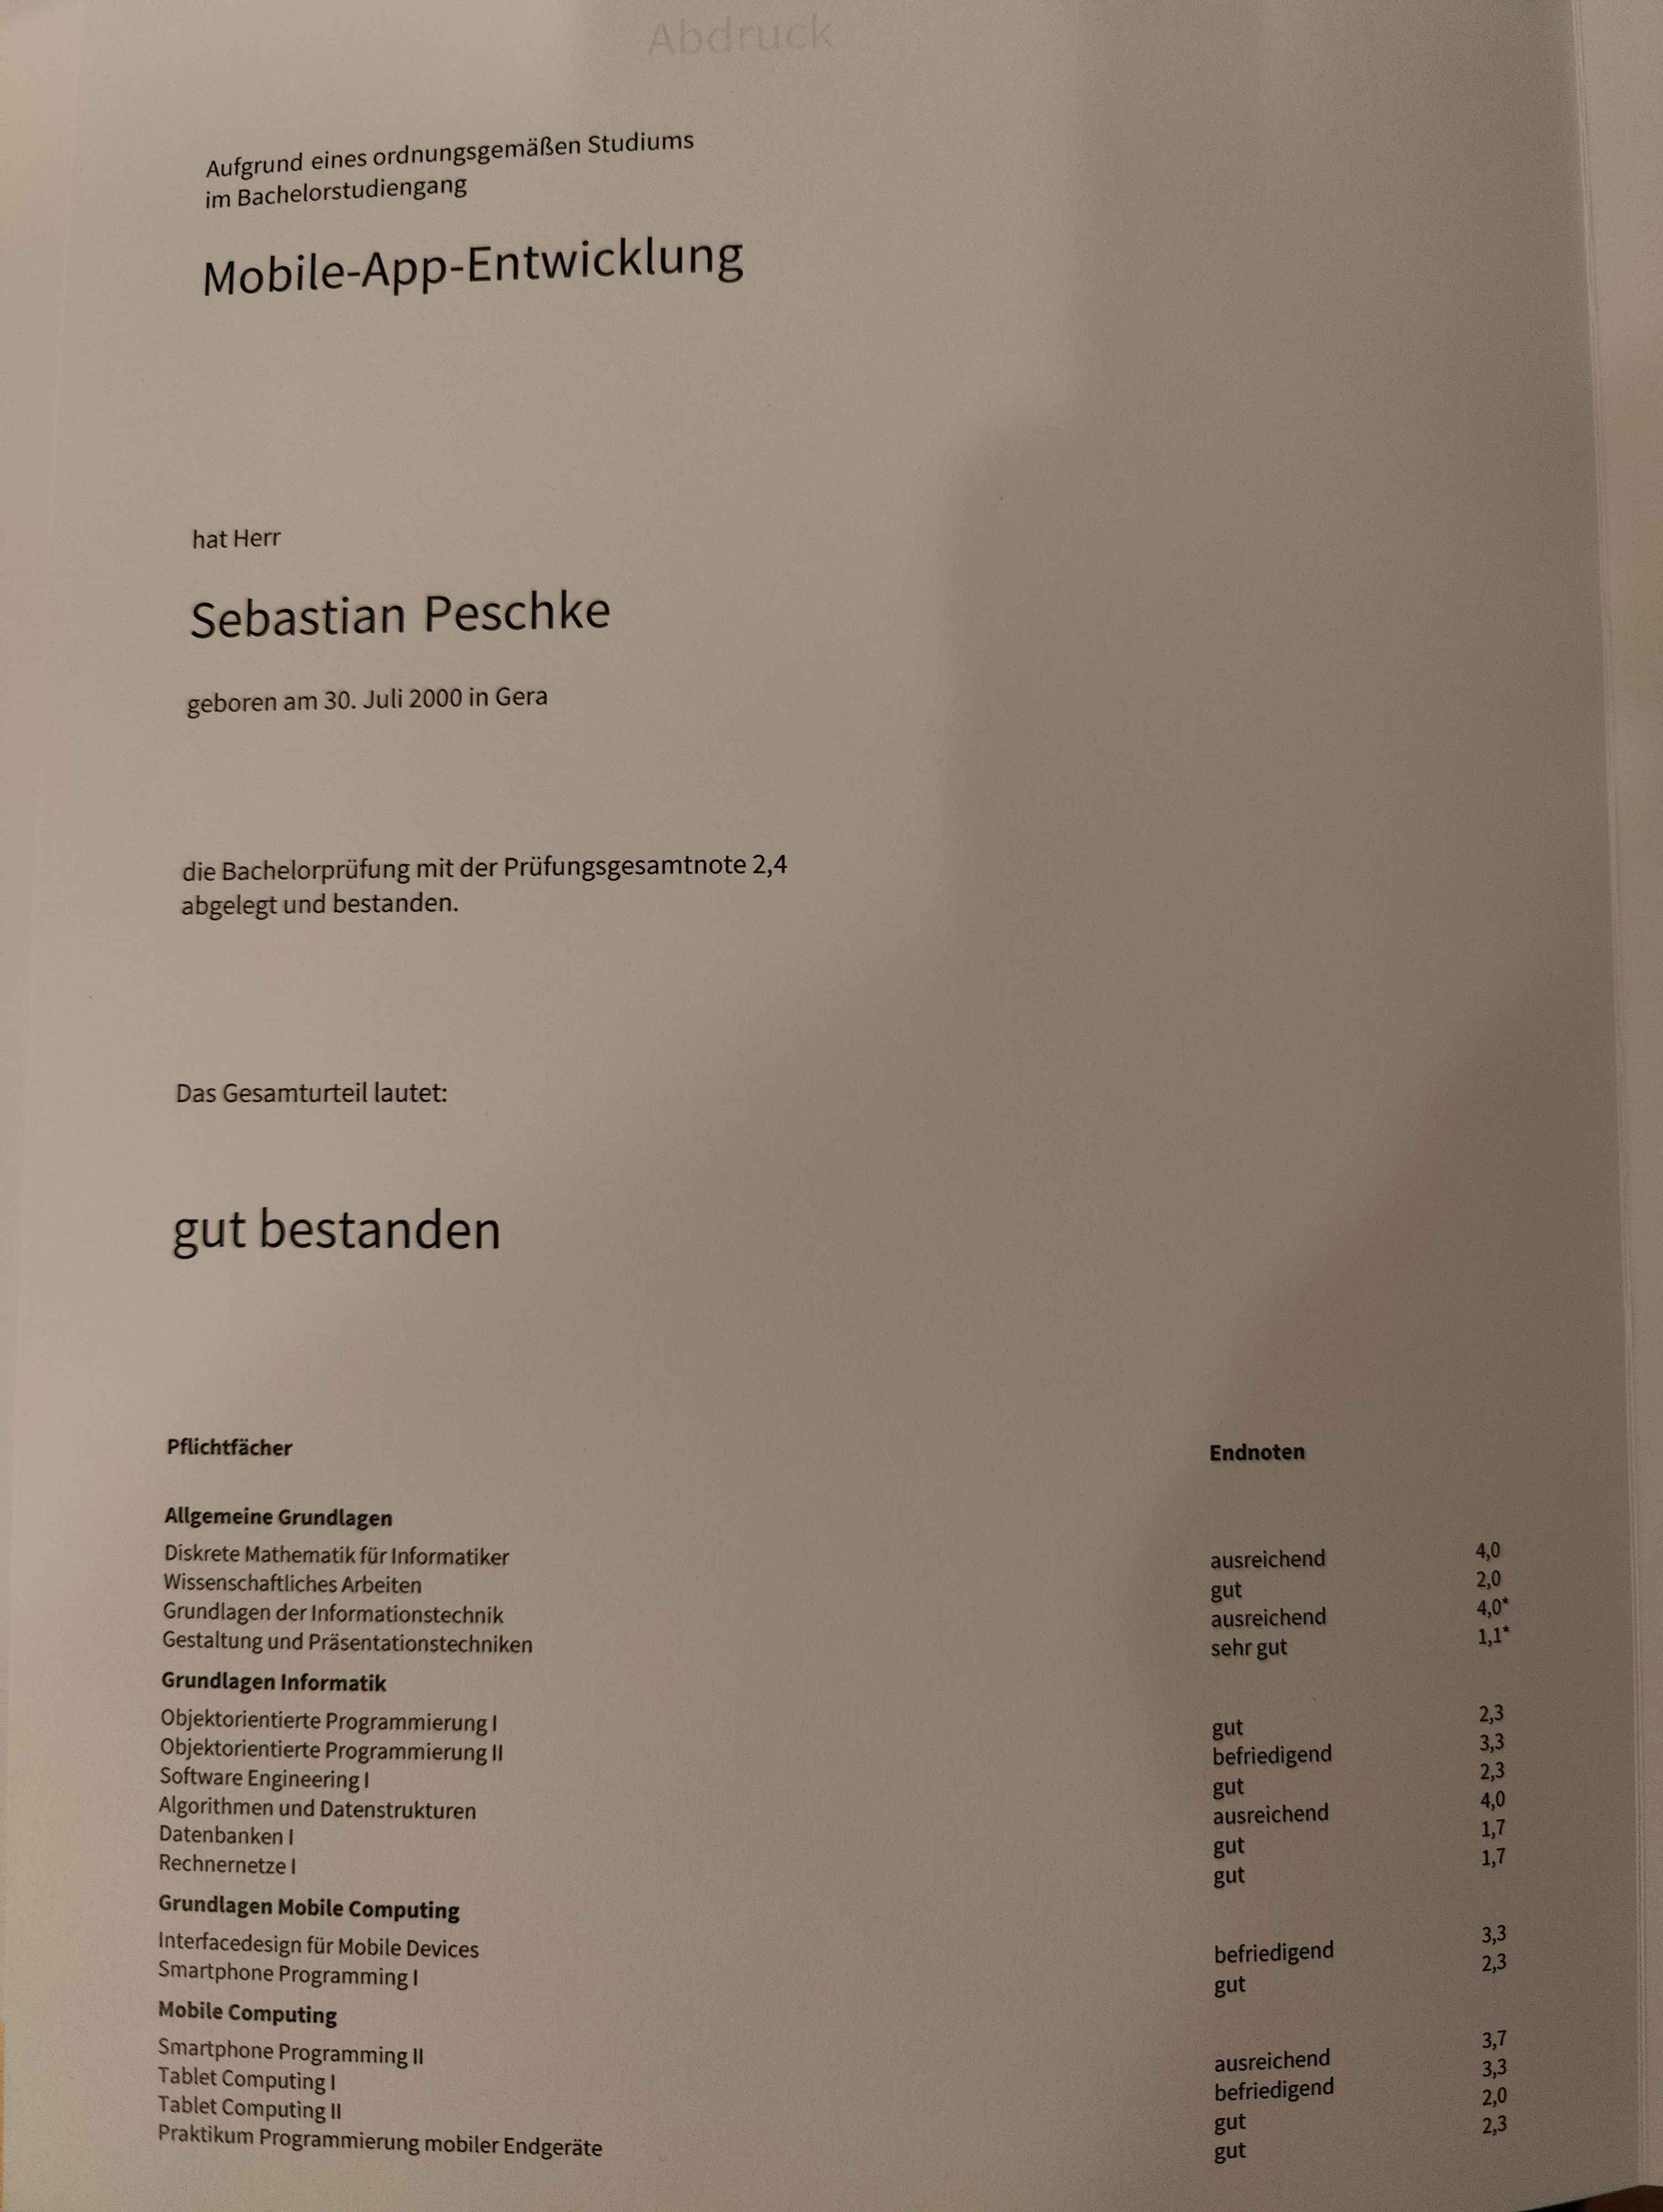 Abdruck
Aufgrund eines ordnungsgemäßen Studiums
im Bachelorstudiengang
Mobile-App-Entwicklung
hat Herr
Sebastian Peschke
geboren am 30. Juli 2000 in Gera
die Bachelorprüfung mit der Prüfungsgesamtnote 2,4
abgelegt und bestanden.
Das Gesamturteil lautet:
gut bestanden
Pflichtfächer Endnoten
Allgemeine Grundlagen
Diskrete Mathematik für Informatiker ausreichend 4,0
Wissenschaftliches Arbeiten gut 2,0
Grundlagen der Informationstechnik ausreichend 4,0*
Gestaltung und Präsentationstechniken sehr gut 1,1*
Grundlagen Informatik
Objektorientierte Programmierung I gut 2,3
Objektorientierte Programmierung II befriedigend 3,3
Software Engineering I gut 2,3
Algorithmen und Datenstrukturen ausreichend 4,0
Datenbanken I gut 1,7
Rechnernetze I gut 1,7
Grundlagen Mobile Computing
Interfacedesign für Mobile Devices befriedigend 3,3
Smartphone Programming I gut 2,3
Mobile Computing
Smartphone Programming II ausreichend 3,7
Tablet Computing I befriedigend 3,3
Tablet Computing II gut 2,0
Praktikum Programmierung mobiler Endgeräte gut 2,3